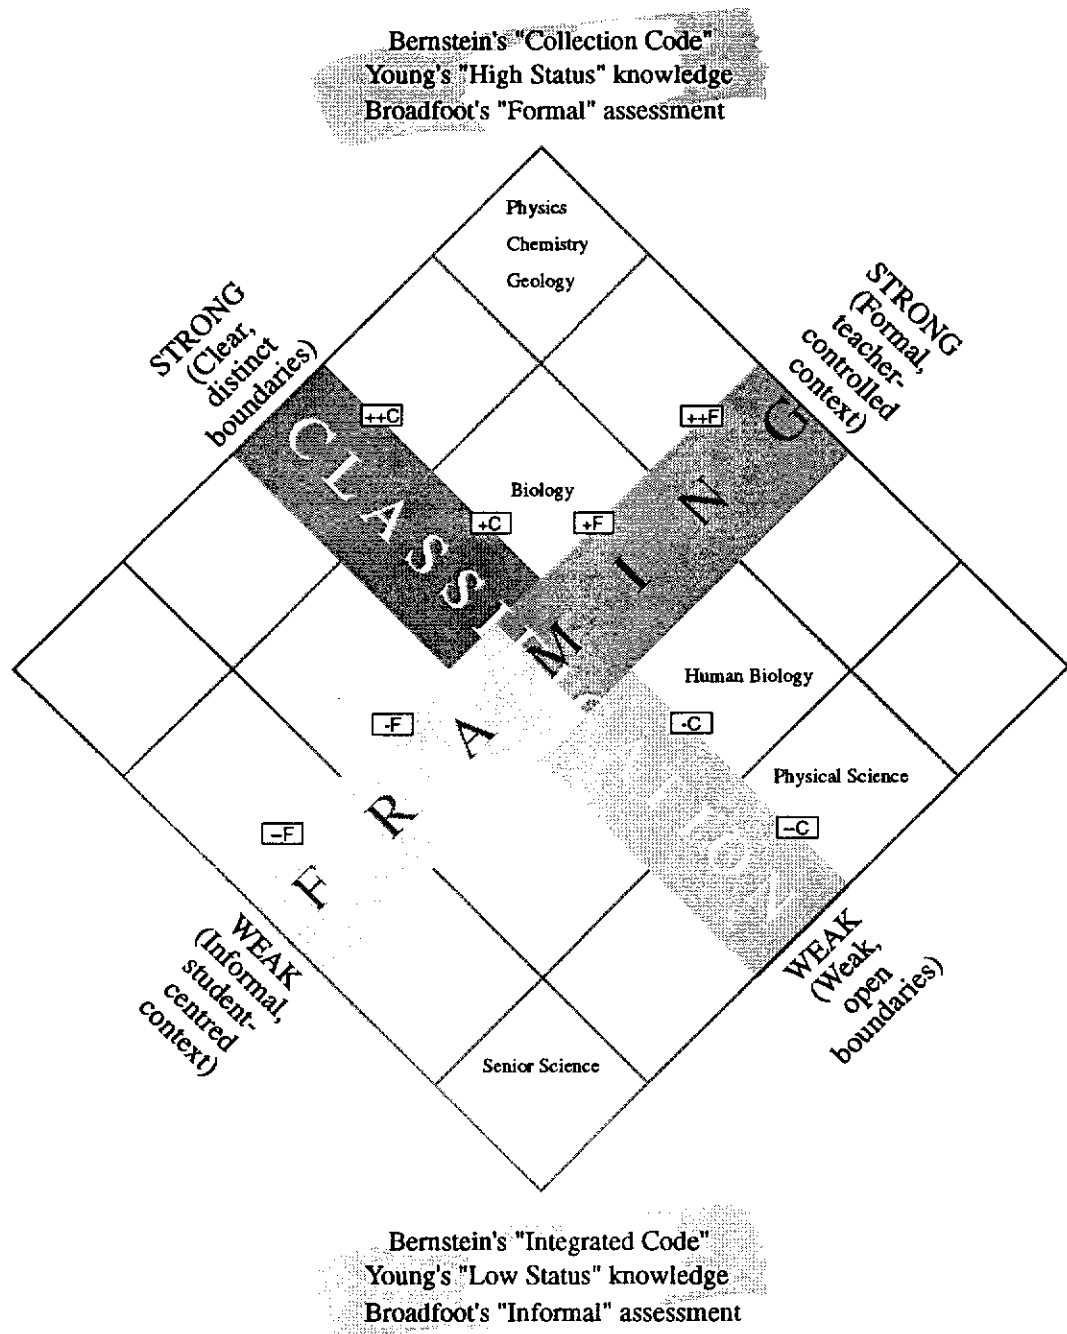 Bernstein's "Collection Code"
Young's "High Status" knowledge
Broadfoot's "Formal" assessment
Physics
Chemistry
Geology
STRONG
(Clear,
distinct
boundaries)
STRONG
(Formal,
teacher-
controlled
context)
++C
++F
Biology
+C
+F
FRAMING
Human Biology
-F
-C
Physical Science
--F
--C
WEAK
(Informal,
student-
centred
context)
WEAK
(Weak,
open
boundaries)
Senior Science
Bernstein's "Integrated Code"
Young's "Low Status" knowledge
Broadfoot's "Informal" assessment